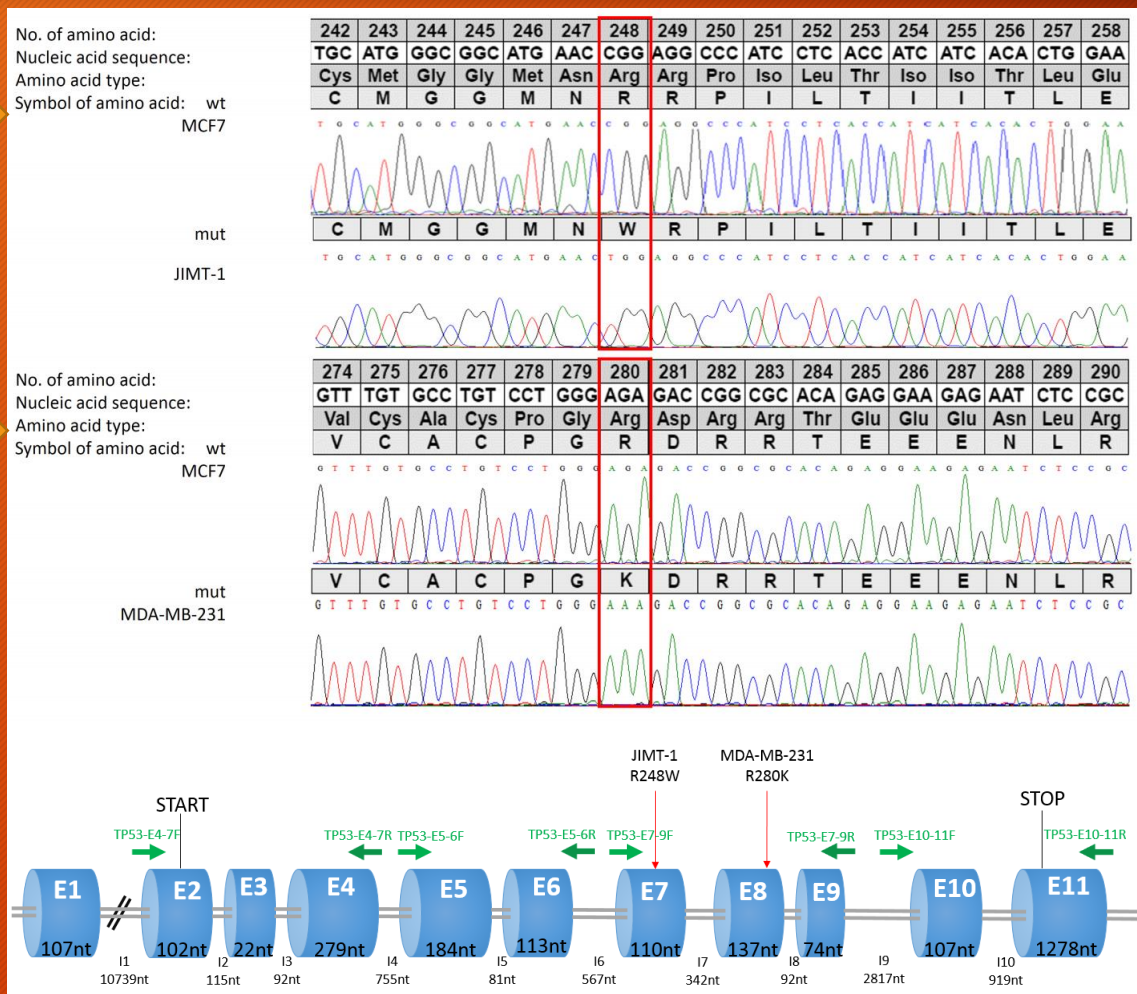 No. of amino acid: 242 243 244 245 246 247 248 249 250 251 252 253 254 255 256 257 258
Nucleic acid sequence: TGC ATG GGC GGC ATG AAC CGG AGG CCC ATC CTC ACC ATC ATC ACA CTG GAA
Amino acid type: Cys Met Gly Gly Met Asn Arg Arg Pro Iso Leu Thr Iso Iso Thr Leu Glu
Symbol of amino acid: wt C M G G M N R R P I L T I I T L E
MCF7 T G C A T G G G C G G C A T G A A C C G G A G G C C C A T C C T C A C C A T C A T C A C A C T G G A A
mut C M G G M N W R P I L T I I T L E
JIMT-1 T G C A T G G G C G G C A T G A A C T G G A G G C C C A T C C T C A C C A T C A T C A C A C T G G A A
No. of amino acid: 274 275 276 277 278 279 280 281 282 283 284 285 286 287 288 289 290
Nucleic acid sequence: GTT TGT GCC TGT CCT GGG AGA GAC CGG CGC ACA GAG GAA GAG AAT CTC CGC
Amino acid type: Val Cys Ala Cys Pro Gly Arg Asp Arg Arg Thr Glu Glu Glu Asn Leu Arg
Symbol of amino acid: wt V C A C P G R D R R T E E E N L R
MCF7 G T T T G T G C C T G T C C T G G G A G A G A C C G G C G C A C A G A G G A A G A G A A T C T C C G C
mut V C A C P G K D R R T E E E N L R
MDA-MB-231 G T T T G T G C C T G T C C T G G G A A A G A C C G G C G C A C A G A G G A A G A G A A T C T C C G C
JIMT-1 MDA-MB-231
R248W R280K
START STOP
TP53-E4-7F TP53-E4-7R TP53-E5-6F TP53-E5-6R TP53-E7-9F TP53-E7-9R TP53-E10-11F TP53-E10-11R
E1 E2 E3 E4 E5 E6 E7 E8 E9 E10 E11
107nt 102nt 22nt 279nt 184nt 113nt 110nt 137nt 74nt 107nt 1278nt
I1 I2 I3 I4 I5 I6 I7 I8 I9 I10
10739nt 115nt 92nt 755nt 81nt 567nt 342nt 92nt 2817nt 919nt